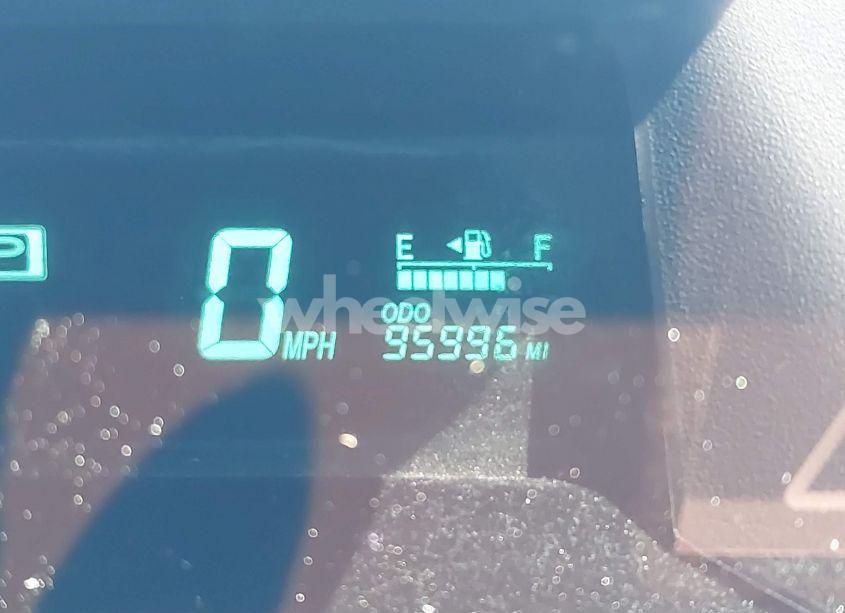 P
0 MPH
E F
wheelwise
ODO
95996 MI